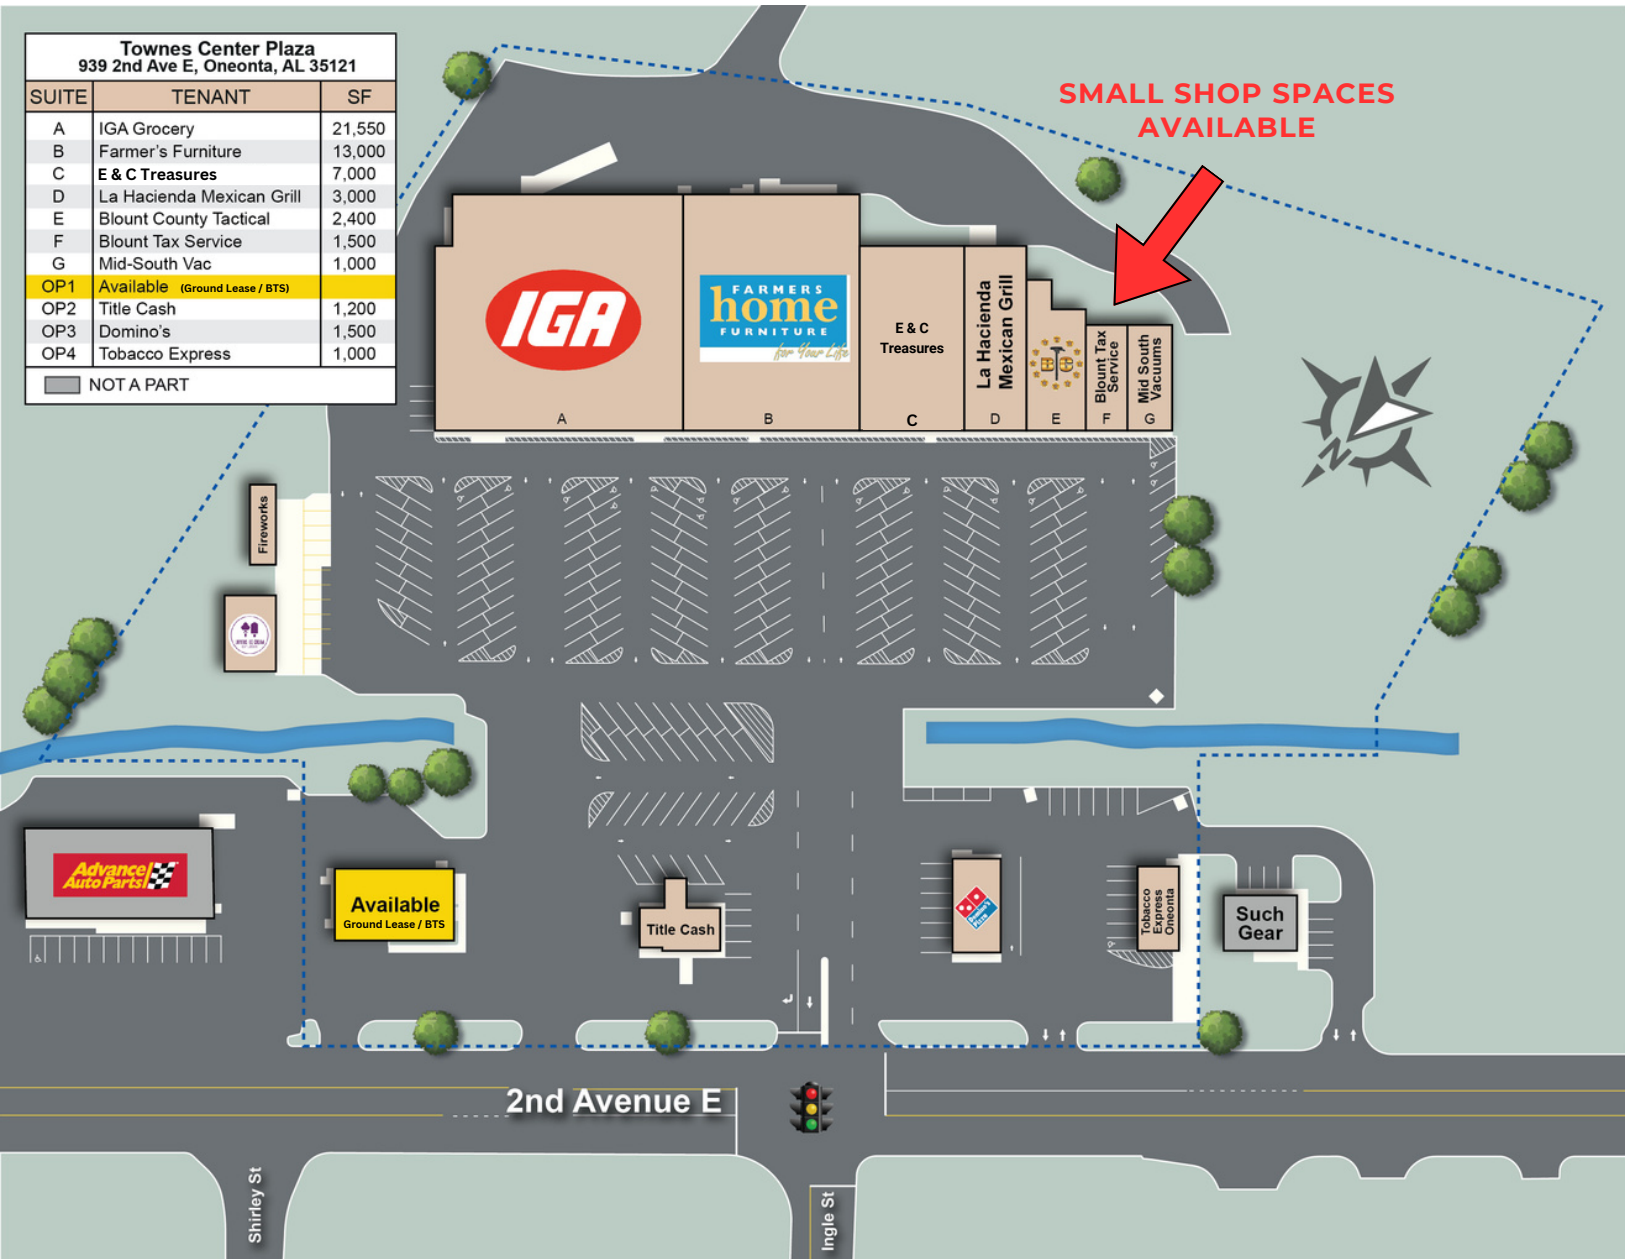 Townes Center Plaza
939 2nd Ave E, Oneonta, AL 35121
SUITE TENANT SF
A IGA Grocery 21,550
B Farmer's Furniture 13,000
C E & C Treasures 7,000
D La Hacienda Mexican Grill 3,000
E Blount County Tactical 2,400
F Blount Tax Service 1,500
G Mid-South Vac 1,000
OP1 Available (Ground Lease / BTS)
OP2 Title Cash 1,200
OP3 Domino's 1,500
OP4 Tobacco Express 1,000
NOT A PART
SMALL SHOP SPACES
AVAILABLE
IGA
FARMERS
home
FURNITURE
for Your Life
E & C
Treasures
La Hacienda
Mexican Grill
B C
Blount Tax
Service
Mid South
Vacuums
A
B
C
D
E
F
G
N
Fireworks
Advance
Auto Parts
Available
Ground Lease / BTS
Title Cash
Domino's
Pizza
Tobacco
Express
Oneonta
Such
Gear
2nd Avenue E
Shirley St
Ingle St